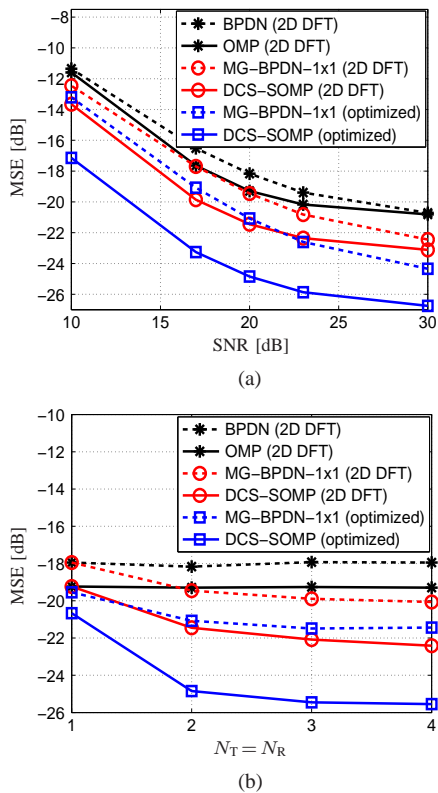 −8
−10
−12
−14
−16
−18
−20
−22
−24
−26
MSE [dB]
BPDN (2D DFT)
OMP (2D DFT)
MG−BPDN−1x1 (2D DFT)
DCS−SOMP (2D DFT)
MG−BPDN−1x1 (optimized)
DCS−SOMP (optimized)
10 15 20 25 30
SNR [dB]
(a)
−10
−12
−14
−16
−18
−20
−22
−24
−26
MSE [dB]
BPDN (2D DFT)
OMP (2D DFT)
MG−BPDN−1x1 (2D DFT)
DCS−SOMP (2D DFT)
MG−BPDN−1x1 (optimized)
DCS−SOMP (optimized)
1 2 3 4
N_T = N_R
(b)